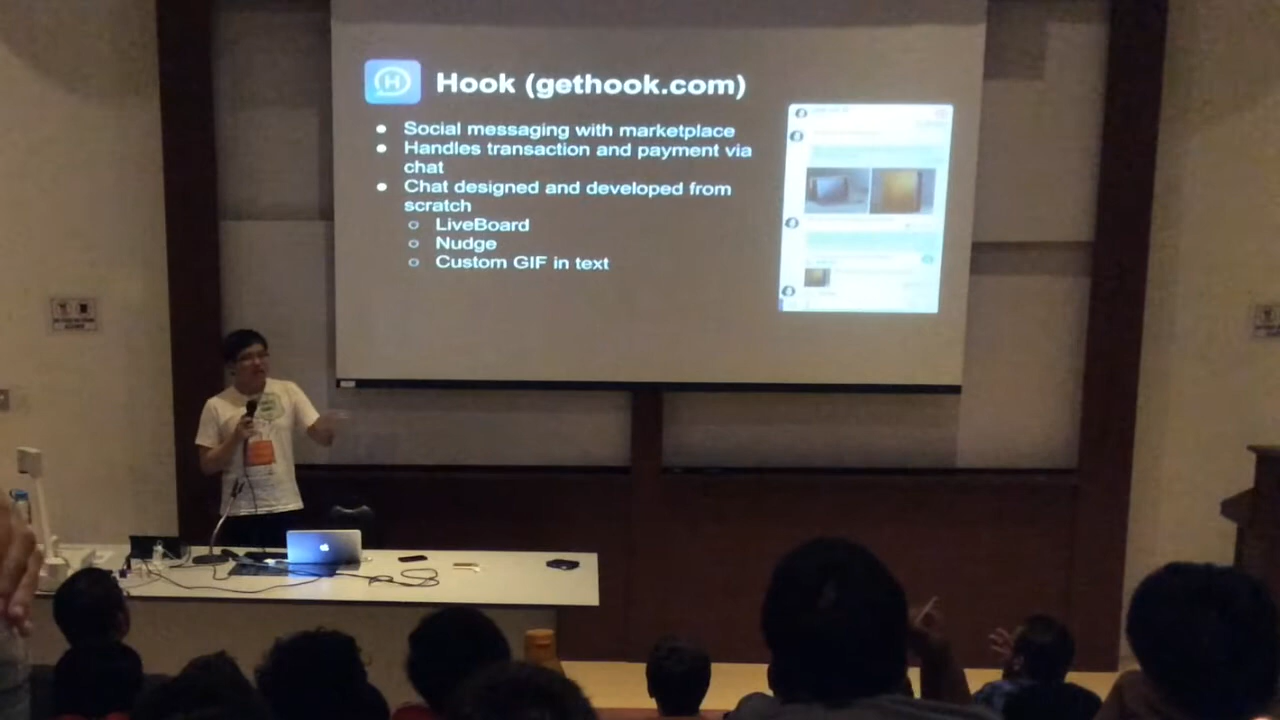 H
Hook (gethook.com)
● Social messaging with marketplace
● Handles transaction and payment via
chat
● Chat designed and developed from
scratch
○ LiveBoard
○ Nudge
○ Custom GIF in text